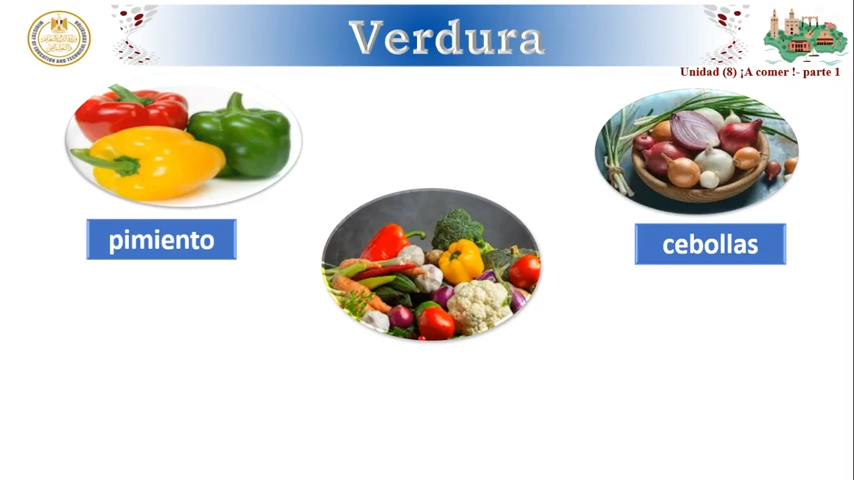 Verdura
Unidad (8) ¡A comer !- parte 1
pimiento
cebollas